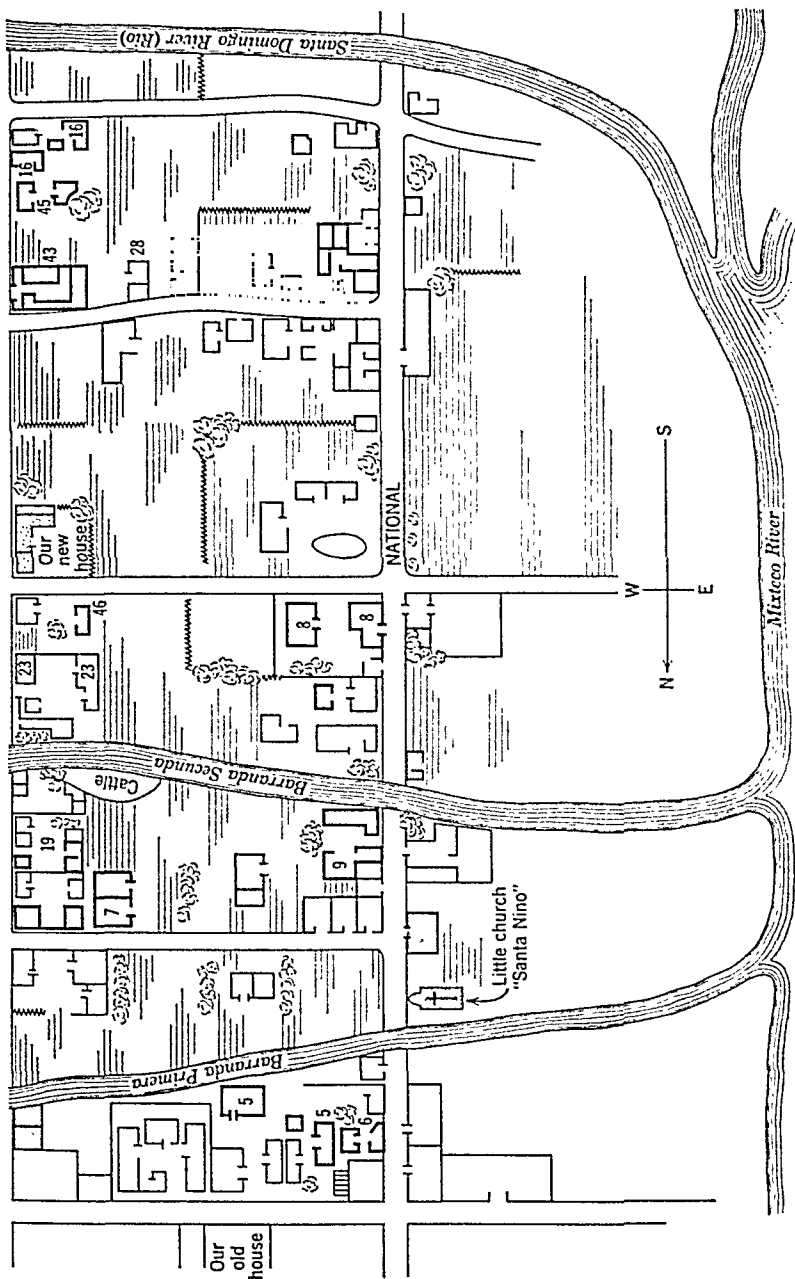 Santa Domingo River (Rio)
16
16
45
43
28
Our
new
house
NATIONAL
46
23
23
8
8
W
E
N
S
Mixteco River
Barranda Secunda
Cattle
19
7
9
Little church
"Santa Nino"
Barranda Primera
5
5
6
Our
old
house